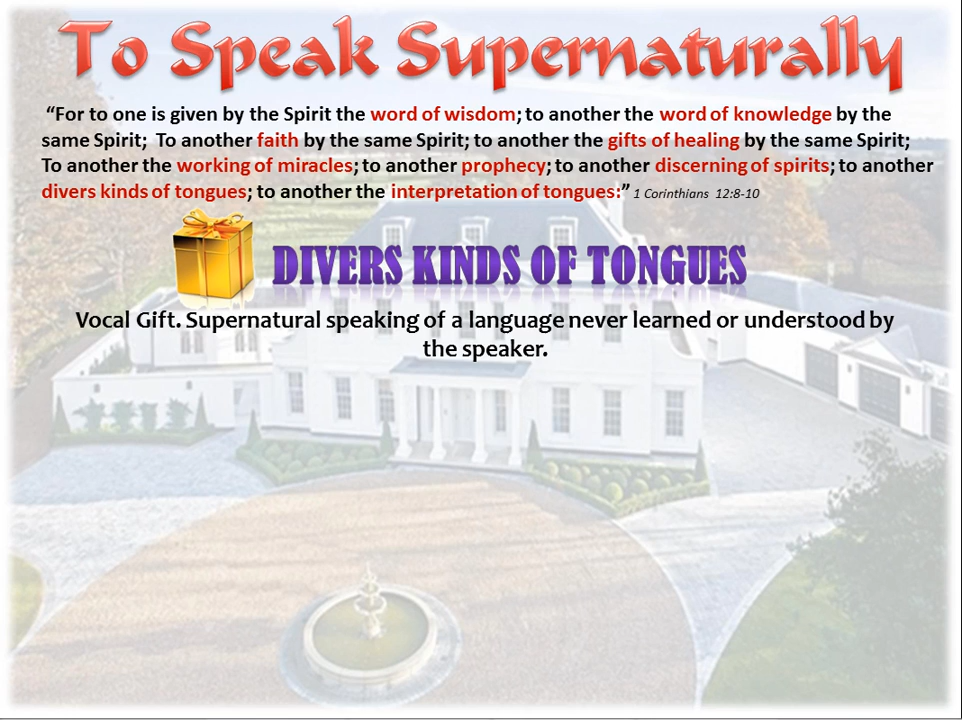 To Speak Supernaturally
“For to one is given by the Spirit the word of wisdom; to another the word of knowledge by the
same Spirit;  To another faith by the same Spirit; to another the gifts of healing by the same Spirit;
To another the working of miracles; to another prophecy; to another discerning of spirits; to another
divers kinds of tongues; to another the interpretation of tongues:” 1 Corinthians  12:8-10
DIVERS KINDS OF TONGUES
Vocal Gift. Supernatural speaking of a language never learned or understood by
the speaker.